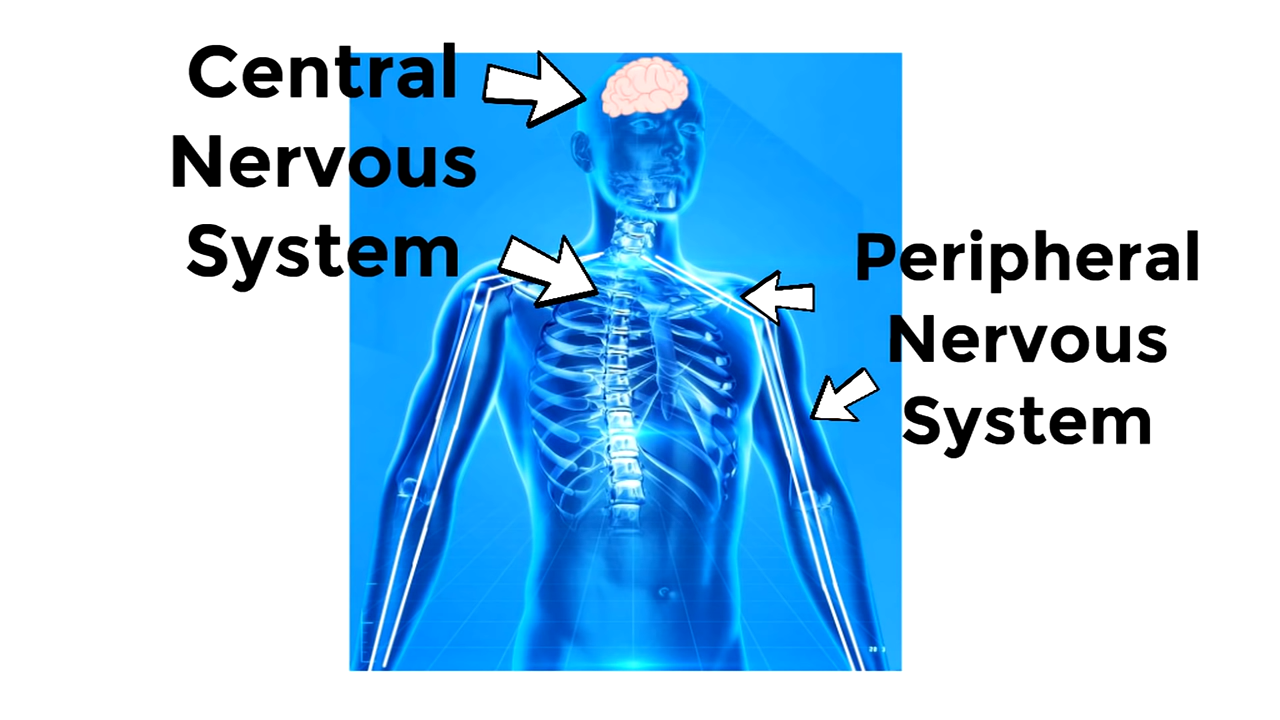 Central
Nervous
System
Peripheral
Nervous
System